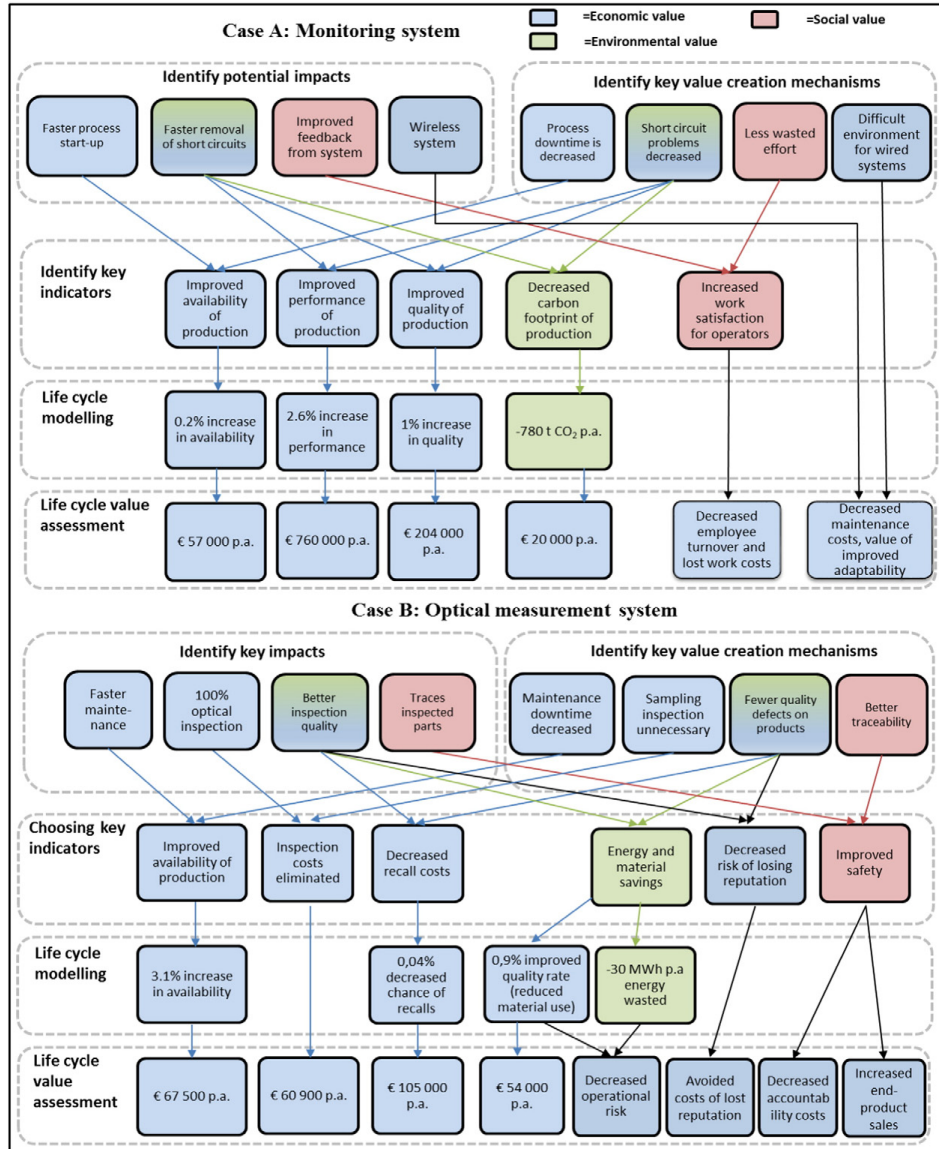 Case A: Monitoring system
=Economic value
=Social value
=Environmental value
Identify potential impacts
Identify key value creation mechanisms
Faster process
start-up
Faster removal
of short circuits
Improved
feedback
from system
Wireless
system
Process
downtime is
decreased
Short circuit
problems
decreased
Less wasted
effort
Difficult
environment
for wired
systems
Identify key
indicators
Improved
availability
of
production
Improved
performance
of
production
Improved
quality of
production
Decreased
carbon
footprint of
production
Increased
work
satisfaction
for operators
Life cycle
modelling
0.2% increase
in availability
2.6% increase
in
performance
1% increase
in quality
-780 t CO₂ p.a.
Life cycle value
assessment
€ 57 000 p.a.
€ 760 000 p.a.
€ 204 000
p.a.
€ 20 000 p.a.
Decreased
employee
turnover and
lost work costs
Decreased
maintenance
costs, value of
improved
adaptability
Case B: Optical measurement system
Identify key impacts
Identify key value creation mechanisms
Faster
mainte-
nance
100%
optical
inspection
Better
inspection
quality
Traces
inspected
parts
Maintenance
downtime
decreased
Sampling
inspection
unnecessary
Fewer quality
defects on
products
Better
traceability
Choosing key
indicators
Improved
availability of
production
Inspection
costs
eliminated
Decreased
recall costs
Energy and
material
savings
Decreased
risk of losing
reputation
Improved
safety
Life cycle
modelling
3.1% increase
in availability
0,04%
decreased
chance of
recalls
0,9% improved
quality rate
(reduced
material use)
-30 MWh p.a
energy
wasted
Life cycle
value
assessment
€ 67 500 p.a.
€ 60 900 p.a.
€ 105 000
p.a.
€ 54 000
p.a.
Decreased
operational
risk
Avoided
costs of lost
reputation
Decreased
accountab
ility costs
Increased
end-
product
sales